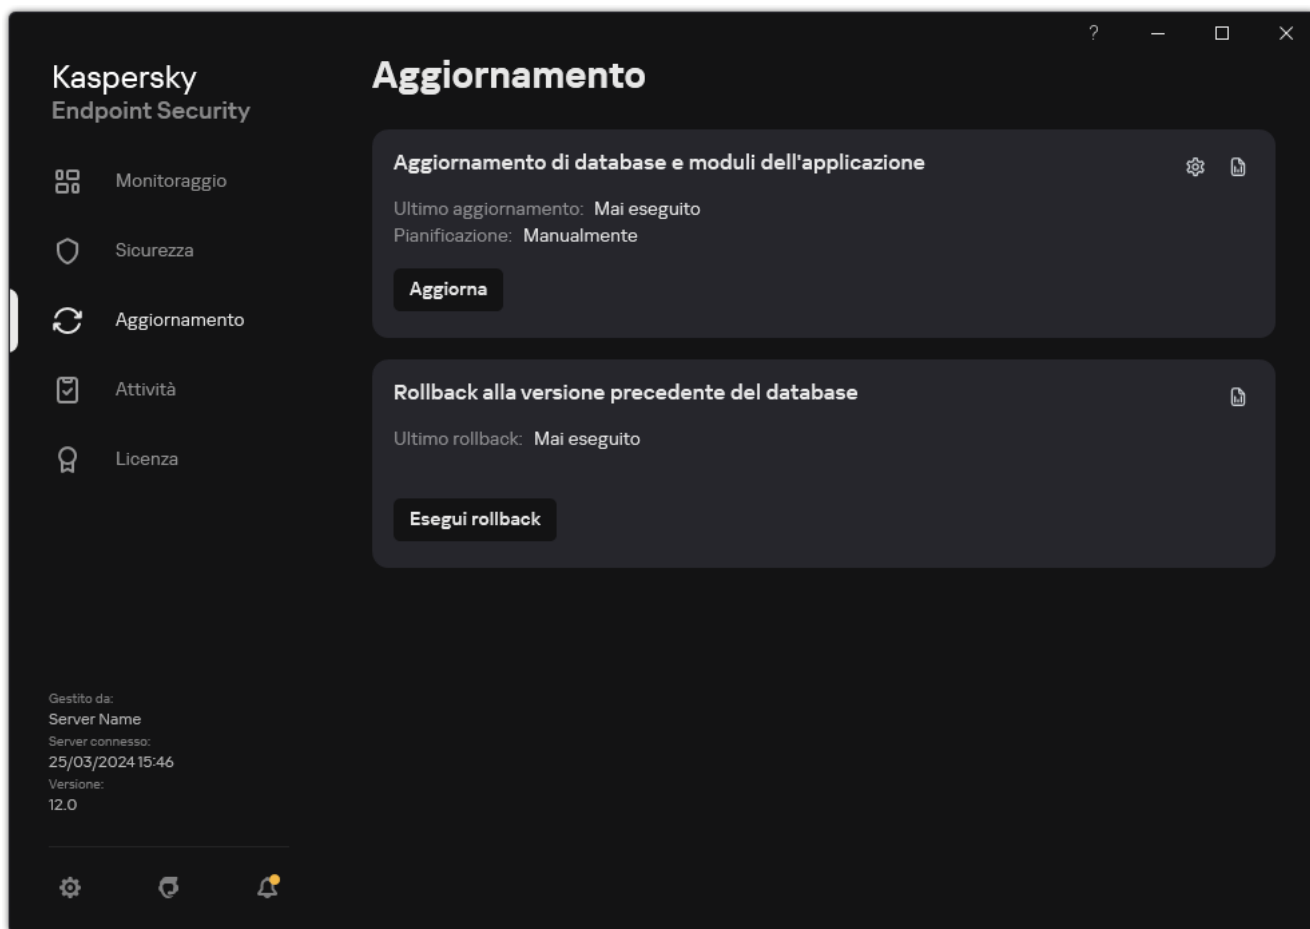 ?
Kaspersky
Endpoint Security
Monitoraggio
Sicurezza
Aggiornamento
Attività
Licenza
Gestito da:
Server Name
Server connesso:
25/03/2024 15:46
Versione:
12.0
Aggiornamento
Aggiornamento di database e moduli dell'applicazione
Ultimo aggiornamento: Mai eseguito
Pianificazione: Manualmente
Aggiorna
Rollback alla versione precedente del database
Ultimo rollback: Mai eseguito
Esegui rollback